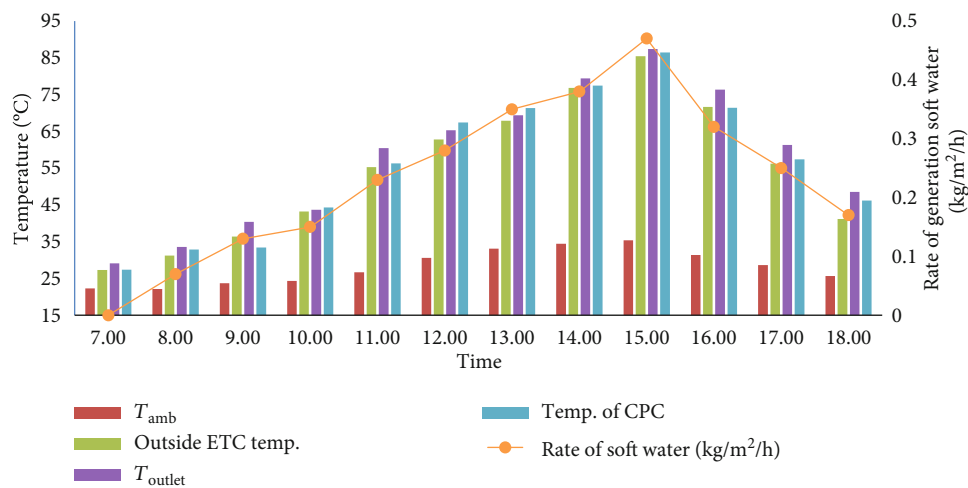 Temperature (°C)
95
85
75
65
55
45
35
25
15
0.5
0.4
0.3
0.2
0.1
0
Rate of generation soft water
(kg/m²/h)
7.00 8.00 9.00 10.00 11.00 12.00 13.00 14.00 15.00 16.00 17.00 18.00
Time
T_amb
Outside ETC temp.
T_outlet
Temp. of CPC
Rate of soft water (kg/m²/h)